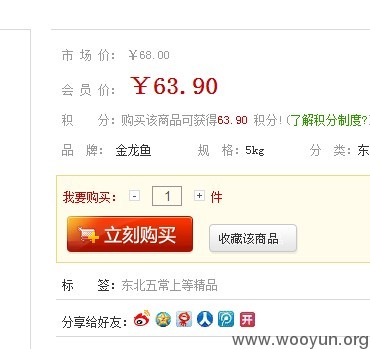 市 场 价： ￥68.00
会 员 价： ￥63.90
积 分：购买该商品可获得63.90 积分！(了解积分制度?
品 牌： 金龙鱼 规 格：5kg 分 类：东
我要购买： - 1 + 件
立刻购买 收藏该商品
标 签：东北五常上等精品
分享给好友： 开
www.wooyun.org